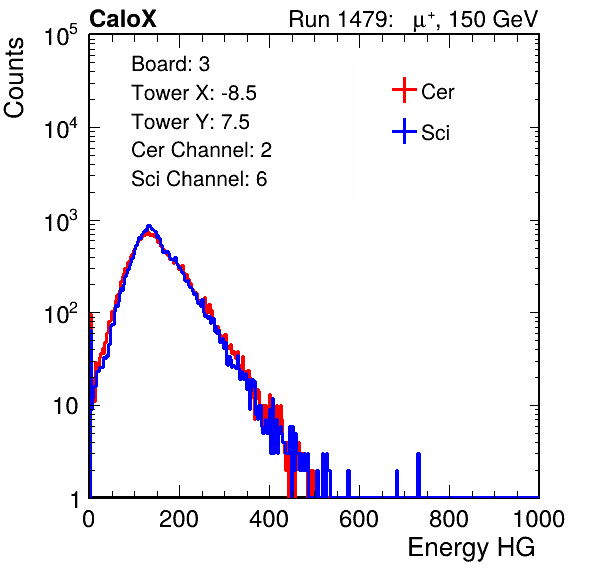 CaloX Run 1479: μ⁺, 150 GeV
Counts
10⁵
10⁴
10³
10²
10
1
Board: 3
Tower X: -8.5
Tower Y: 7.5
Cer Channel: 2
Sci Channel: 6
Cer
Sci
0 200 400 600 800 1000
Energy HG